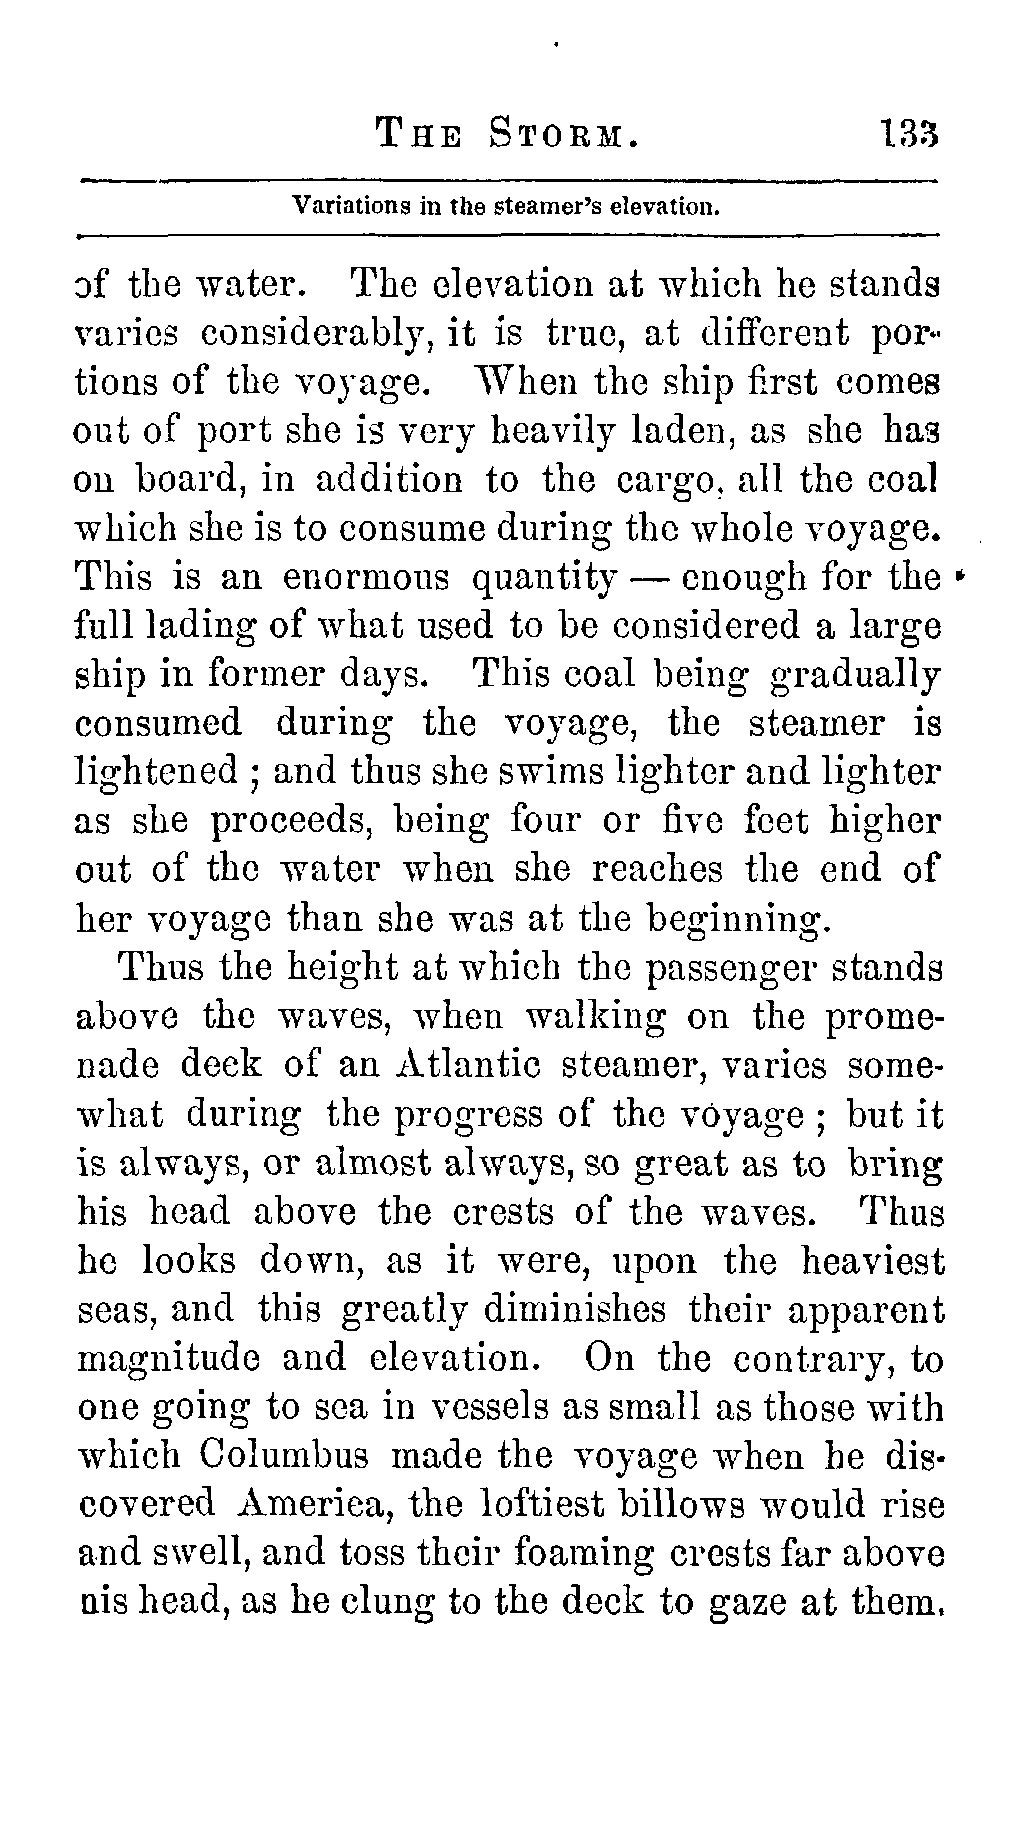 THE STORM. 133
Variations in the steamer's elevation.
of the water. The elevation at which he stands
varies considerably, it is true, at different por-
tions of the voyage. When the ship first comes
out of port she is very heavily laden, as she has
on board, in addition to the cargo, all the coal
which she is to consume during the whole voyage.
This is an enormous quantity — enough for the
full lading of what used to be considered a large
ship in former days. This coal being gradually
consumed during the voyage, the steamer is
lightened ; and thus she swims lighter and lighter
as she proceeds, being four or five feet higher
out of the water when she reaches the end of
her voyage than she was at the beginning.
Thus the height at which the passenger stands
above the waves, when walking on the prome-
nade deck of an Atlantic steamer, varies some-
what during the progress of the voyage ; but it
is always, or almost always, so great as to bring
his head above the crests of the waves. Thus
he looks down, as it were, upon the heaviest
seas, and this greatly diminishes their apparent
magnitude and elevation. On the contrary, to
one going to sea in vessels as small as those with
which Columbus made the voyage when he dis-
covered America, the loftiest billows would rise
and swell, and toss their foaming crests far above
his head, as he clung to the deck to gaze at them.